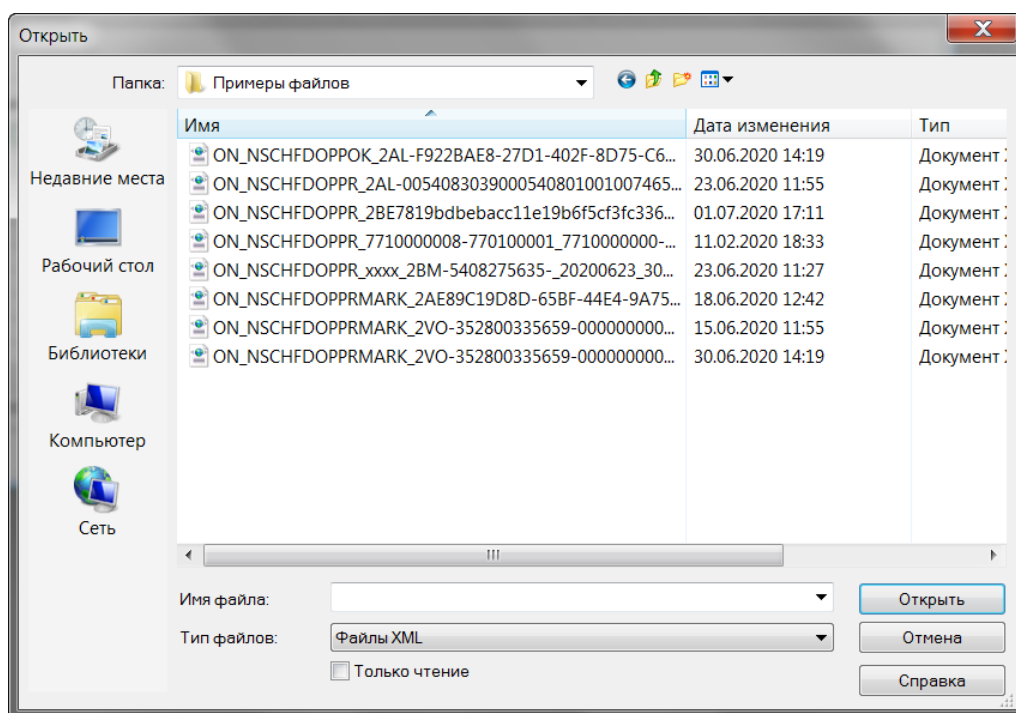 Открыть
Папка: Примеры файлов
Имя Дата изменения Тип
ON_NSCHFDOPPOK_2AL-F922BAE8-27D1-402F-8D75-C6... 30.06.2020 14:19 Документ
ON_NSCHFDOPPR_2AL-0054083039000540801001007465... 23.06.2020 11:55 Документ
ON_NSCHFDOPPR_2BE7819bdbebacc11e19b6f5cf3fc336... 01.07.2020 17:11 Документ
ON_NSCHFDOPPR_7710000008-770100001_7710000000-... 11.02.2020 18:33 Документ
ON_NSCHFDOPPR_xxxx_2BM-5408275635-_20200623_30... 23.06.2020 11:27 Документ
ON_NSCHFDOPPRMARK_2AE89C19D8D-65BF-44E4-9A75... 18.06.2020 12:42 Документ
ON_NSCHFDOPPRMARK_2VO-352800335659-000000000... 15.06.2020 11:55 Документ
ON_NSCHFDOPPRMARK_2VO-352800335659-000000000... 30.06.2020 14:19 Документ
Недавние места
Рабочий стол
Библиотеки
Компьютер
Сеть
Имя файла: Открыть
Тип файлов: Файлы XML Отмена
Только чтение
Справка